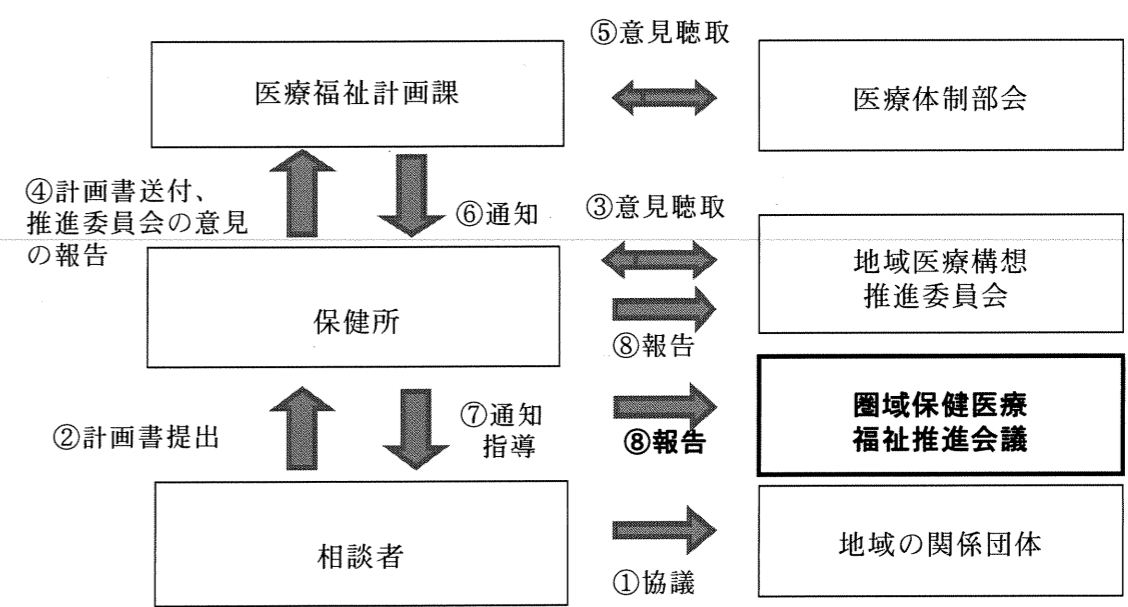 ⑤意見聴取
医療福祉計画課
医療体制部会
④計画書送付、
推進委員会の意見
の報告
⑥通知
③意見聴取
保健所
地域医療構想
推進委員会
⑧報告
圏域保健医療
福祉推進会議
②計画書提出
⑦通知
指導
⑧報告
相談者
地域の関係団体
①協議